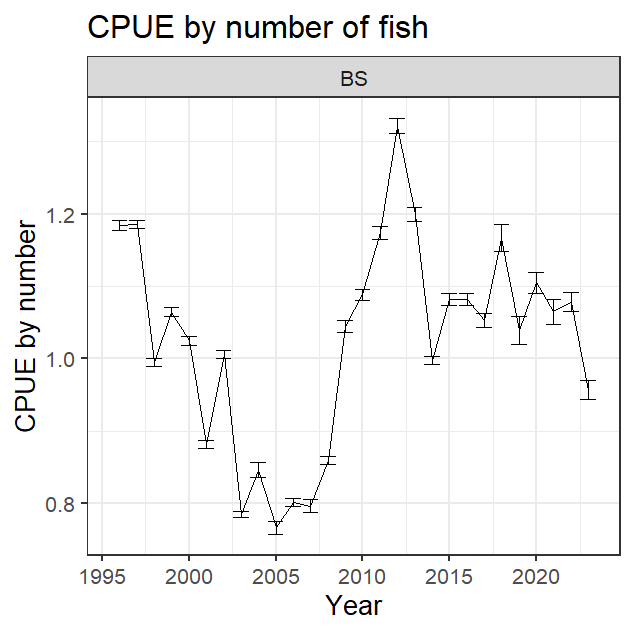 CPUE by number of fish
BS
CPUE by number
1.2
1.0
0.8
1995 2000 2005 2010 2015 2020
Year